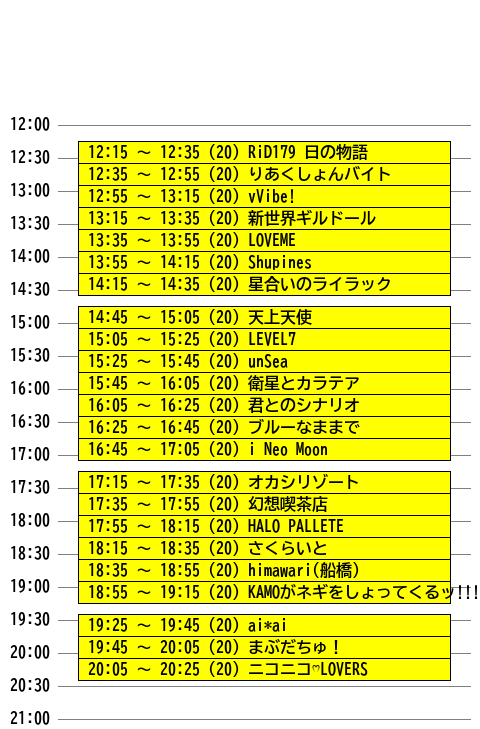 12:00
12:15 ～ 12:35 (20) RiD179 日の物語
12:30
12:35 ～ 12:55 (20) りあくしょんバイト
13:00
12:55 ～ 13:15 (20) vVibe!
13:15 ～ 13:35 (20) 新世界ギルドール
13:30
13:35 ～ 13:55 (20) LOVEME
14:00
13:55 ～ 14:15 (20) Shupines
14:15 ～ 14:35 (20) 星合いのライラック
14:30
14:45 ～ 15:05 (20) 天上天使
15:00
15:05 ～ 15:25 (20) LEVEL7
15:30
15:25 ～ 15:45 (20) unSea
15:45 ～ 16:05 (20) 衛星とカラテア
16:00
16:05 ～ 16:25 (20) 君とのシナリオ
16:30
16:25 ～ 16:45 (20) ブルーなままで
16:45 ～ 17:05 (20) i Neo Moon
17:00
17:15 ～ 17:35 (20) オカシリゾート
17:30
17:35 ～ 17:55 (20) 幻想喫茶店
18:00
17:55 ～ 18:15 (20) HALO PALLETE
18:15 ～ 18:35 (20) さくらいと
18:30
18:35 ～ 18:55 (20) himawari(船橋)
19:00
18:55 ～ 19:15 (20) KAMOがネギをしょってくるッ!!!
19:30
19:25 ～ 19:45 (20) ai*ai
19:45 ～ 20:05 (20) まぶだちゅ！
20:00
20:05 ～ 20:25 (20) ニコニコ♡LOVERS
20:30
21:00